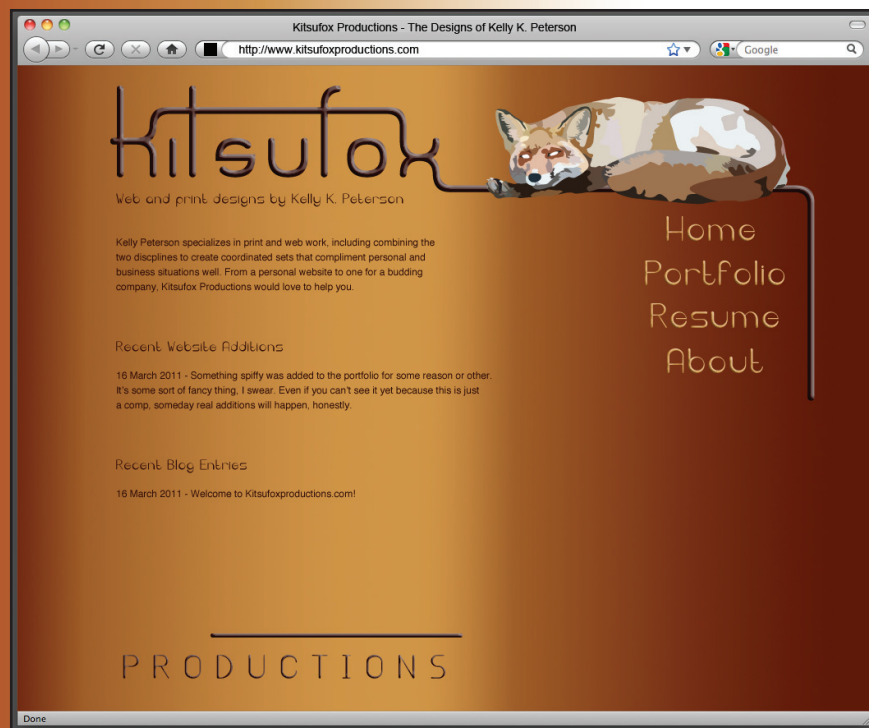 Kitsufox Productions - The Designs of Kelly K. Peterson
http://www.kitsufoxproductions.com
Google
kitsufox
Web and print designs by Kelly K. Peterson
Home
Portfolio
Resume
About
Kelly Peterson specializes in print and web work, including combining the
two discplines to create coordinated sets that compliment personal and
business situations well. From a personal website to one for a budding
company, Kitsufox Productions would love to help you.
Recent Website Additions
16 March 2011 - Something spiffy was added to the portfolio for some reason or other.
It's some sort of fancy thing, I swear. Even if you can't see it yet because this is just
a comp, someday real additions will happen, honestly.
Recent Blog Entries
16 March 2011 - Welcome to Kitsufoxproductions.com!
PRODUCTIONS
Done